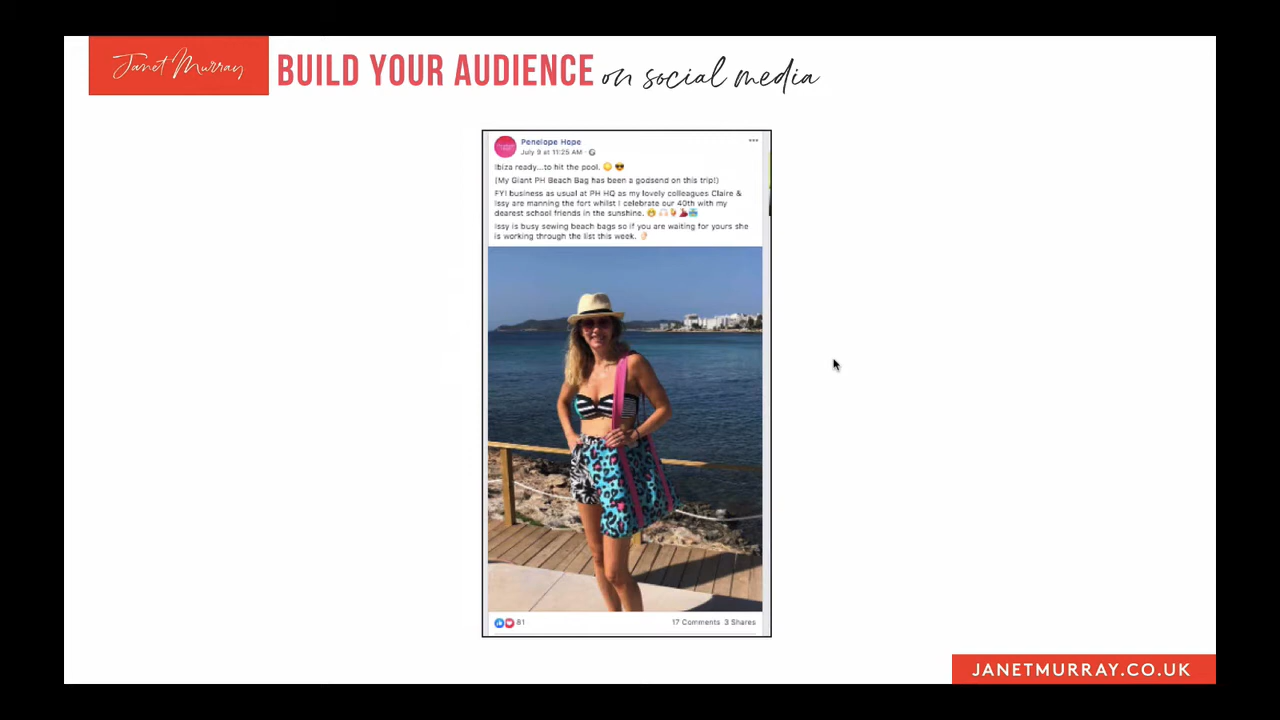 Janet Murray
BUILD YOUR AUDIENCE on social media
Penelope Hope
July 9 at 11:25 AM ·
Ibiza ready...to hit the pool.
(My Giant PH Beach Bag has been a godsend on this trip!)
FYI business as usual at PH HQ as my lovely colleagues Claire &
Issy are manning the fort whilst I celebrate our 40th with my
dearest school friends in the sunshine.
Issy is busy sewing beach bags so if you are waiting for yours she
is working through the list this week.
81
17 Comments 3 Shares
JANETMURRAY.CO.UK